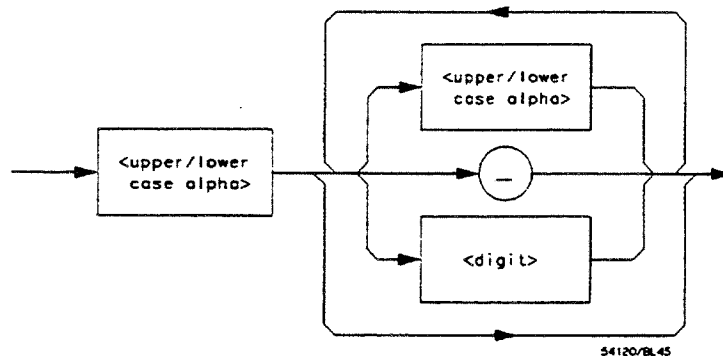 <upper/lower
case alpha>
<upper/lower
case alpha>
_
<digit>
54120/BL45